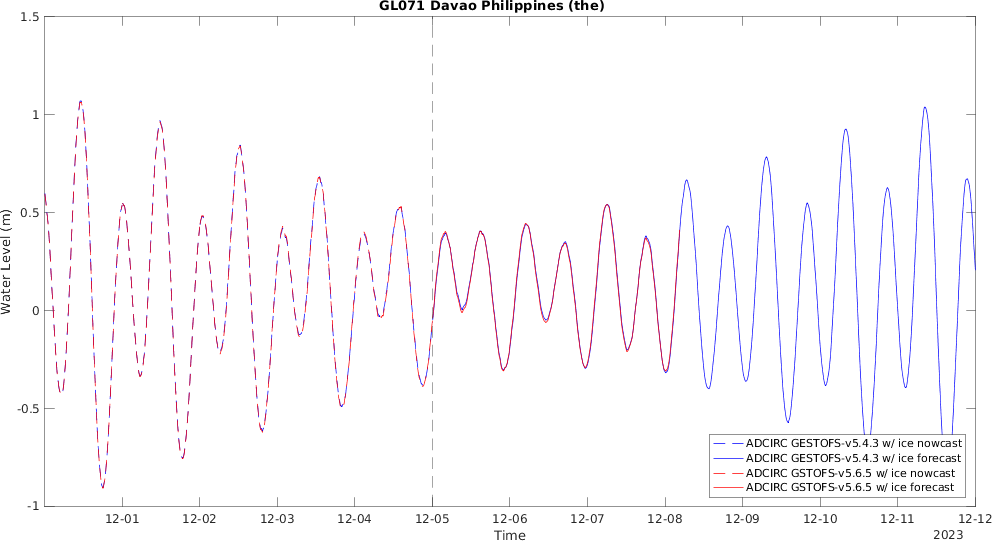 GL071 Davao Philippines (the)
1.5
1
0.5
0
-0.5
-1
Water Level (m)
12-01
12-02
12-03
12-04
12-05
12-06
12-07
12-08
12-09
12-10
12-11
12-12
Time
2023
ADCIRC GESTOFS-v5.4.3 w/ ice nowcast
ADCIRC GESTOFS-v5.4.3 w/ ice forecast
ADCIRC GSTOFS-v5.6.5 w/ ice nowcast
ADCIRC GSTOFS-v5.6.5 w/ ice forecast